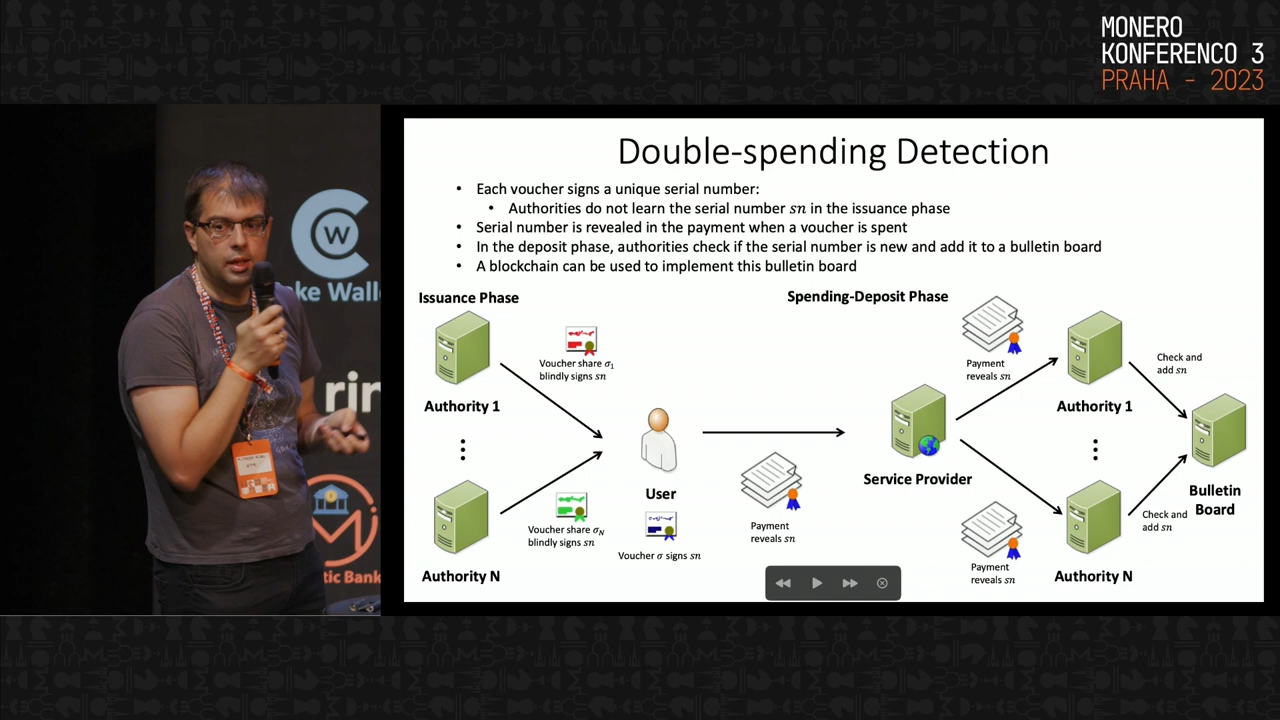 MONERO
KONFERENCO 3
PRAHA - 2023
Double-spending Detection
• Each voucher signs a unique serial number:
• Authorities do not learn the serial number sn in the issuance phase
• Serial number is revealed in the payment when a voucher is spent
• In the deposit phase, authorities check if the serial number is new and add it to a bulletin board
• A blockchain can be used to implement this bulletin board
Issuance Phase
Spending-Deposit Phase
Voucher share σ₁
blindly signs sn
Authority 1
Payment
reveals sn
Authority 1
Check and
add sn
User
Service Provider
Bulletin
Board
Voucher share σ_N
blindly signs sn
Voucher σ signs sn
Payment
reveals sn
Check and
add sn
Payment
reveals sn
Authority N
Authority N
C W
ke Wall
rin
tic Bank